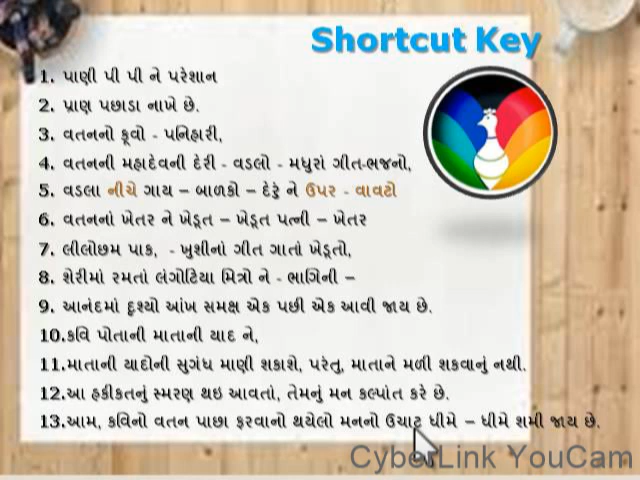 Shortcut Key
1. પાણી પી પી ને પરેશાન
2. પ્રાણ પછાડા નાખે છે.
3. વતનનો કૂવો - પનિહારી,
4. વતનની મહાદેવની દેરી - વડલો - મધુરાં ગીત-ભજનો,
5. વડલા નીચે ગાય – બાળકો – દેરું ને ઉપર - વાવટો
6. વતનનાં ખેતર ને ખેડૂત – ખેડૂત પત્ની – ખેતર
7. લીલોછમ પાક, - ખુશીનાં ગીત ગાતાં ખેડૂતો,
8. શેરીમાં રમતાં લંગોટિયા મિત્રો ને - ભાગિની –
9. આનંદમાં દૃશ્યો આંખ સમક્ષ એક પછી એક આવી જાય છે.
10.કવિ પોતાની માતાની યાદ ને,
11.માતાની યાદોની સુગંધ માણી શકાશે, પરંતુ, માતાને મળી શકવાનું નથી.
12.આ હકીકતનું સ્મરણ થઇ આવતાં, તેમનું મન કલ્પાંત કરે છે.
13.આમ, કવિનો વતન પાછા ફરવાનો થયેલો મનનો ઉચાટ ધીમે – ધીમે શમી જાય છે.
CyberLink YouCam